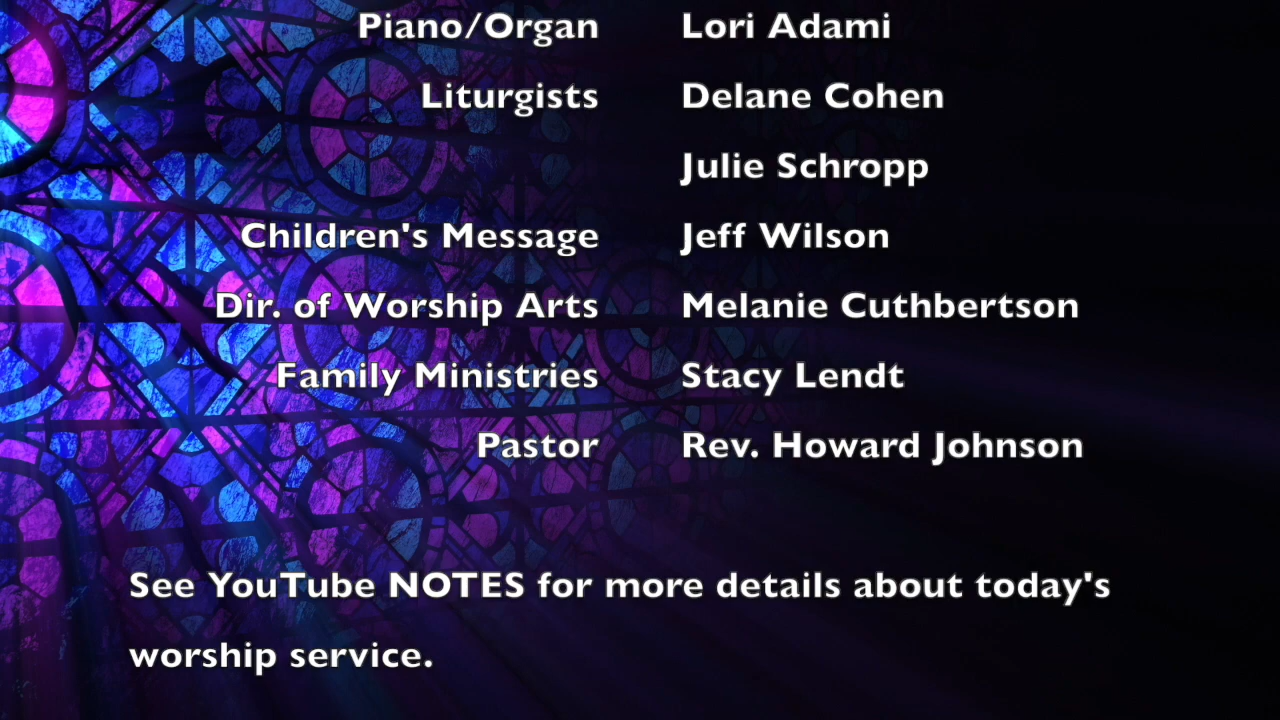 Piano/Organ Lori Adami
Liturgists Delane Cohen
Julie Schropp
Children's Message Jeff Wilson
Dir. of Worship Arts Melanie Cuthbertson
Family Ministries Stacy Lendt
Pastor Rev. Howard Johnson
See YouTube NOTES for more details about today's
worship service.